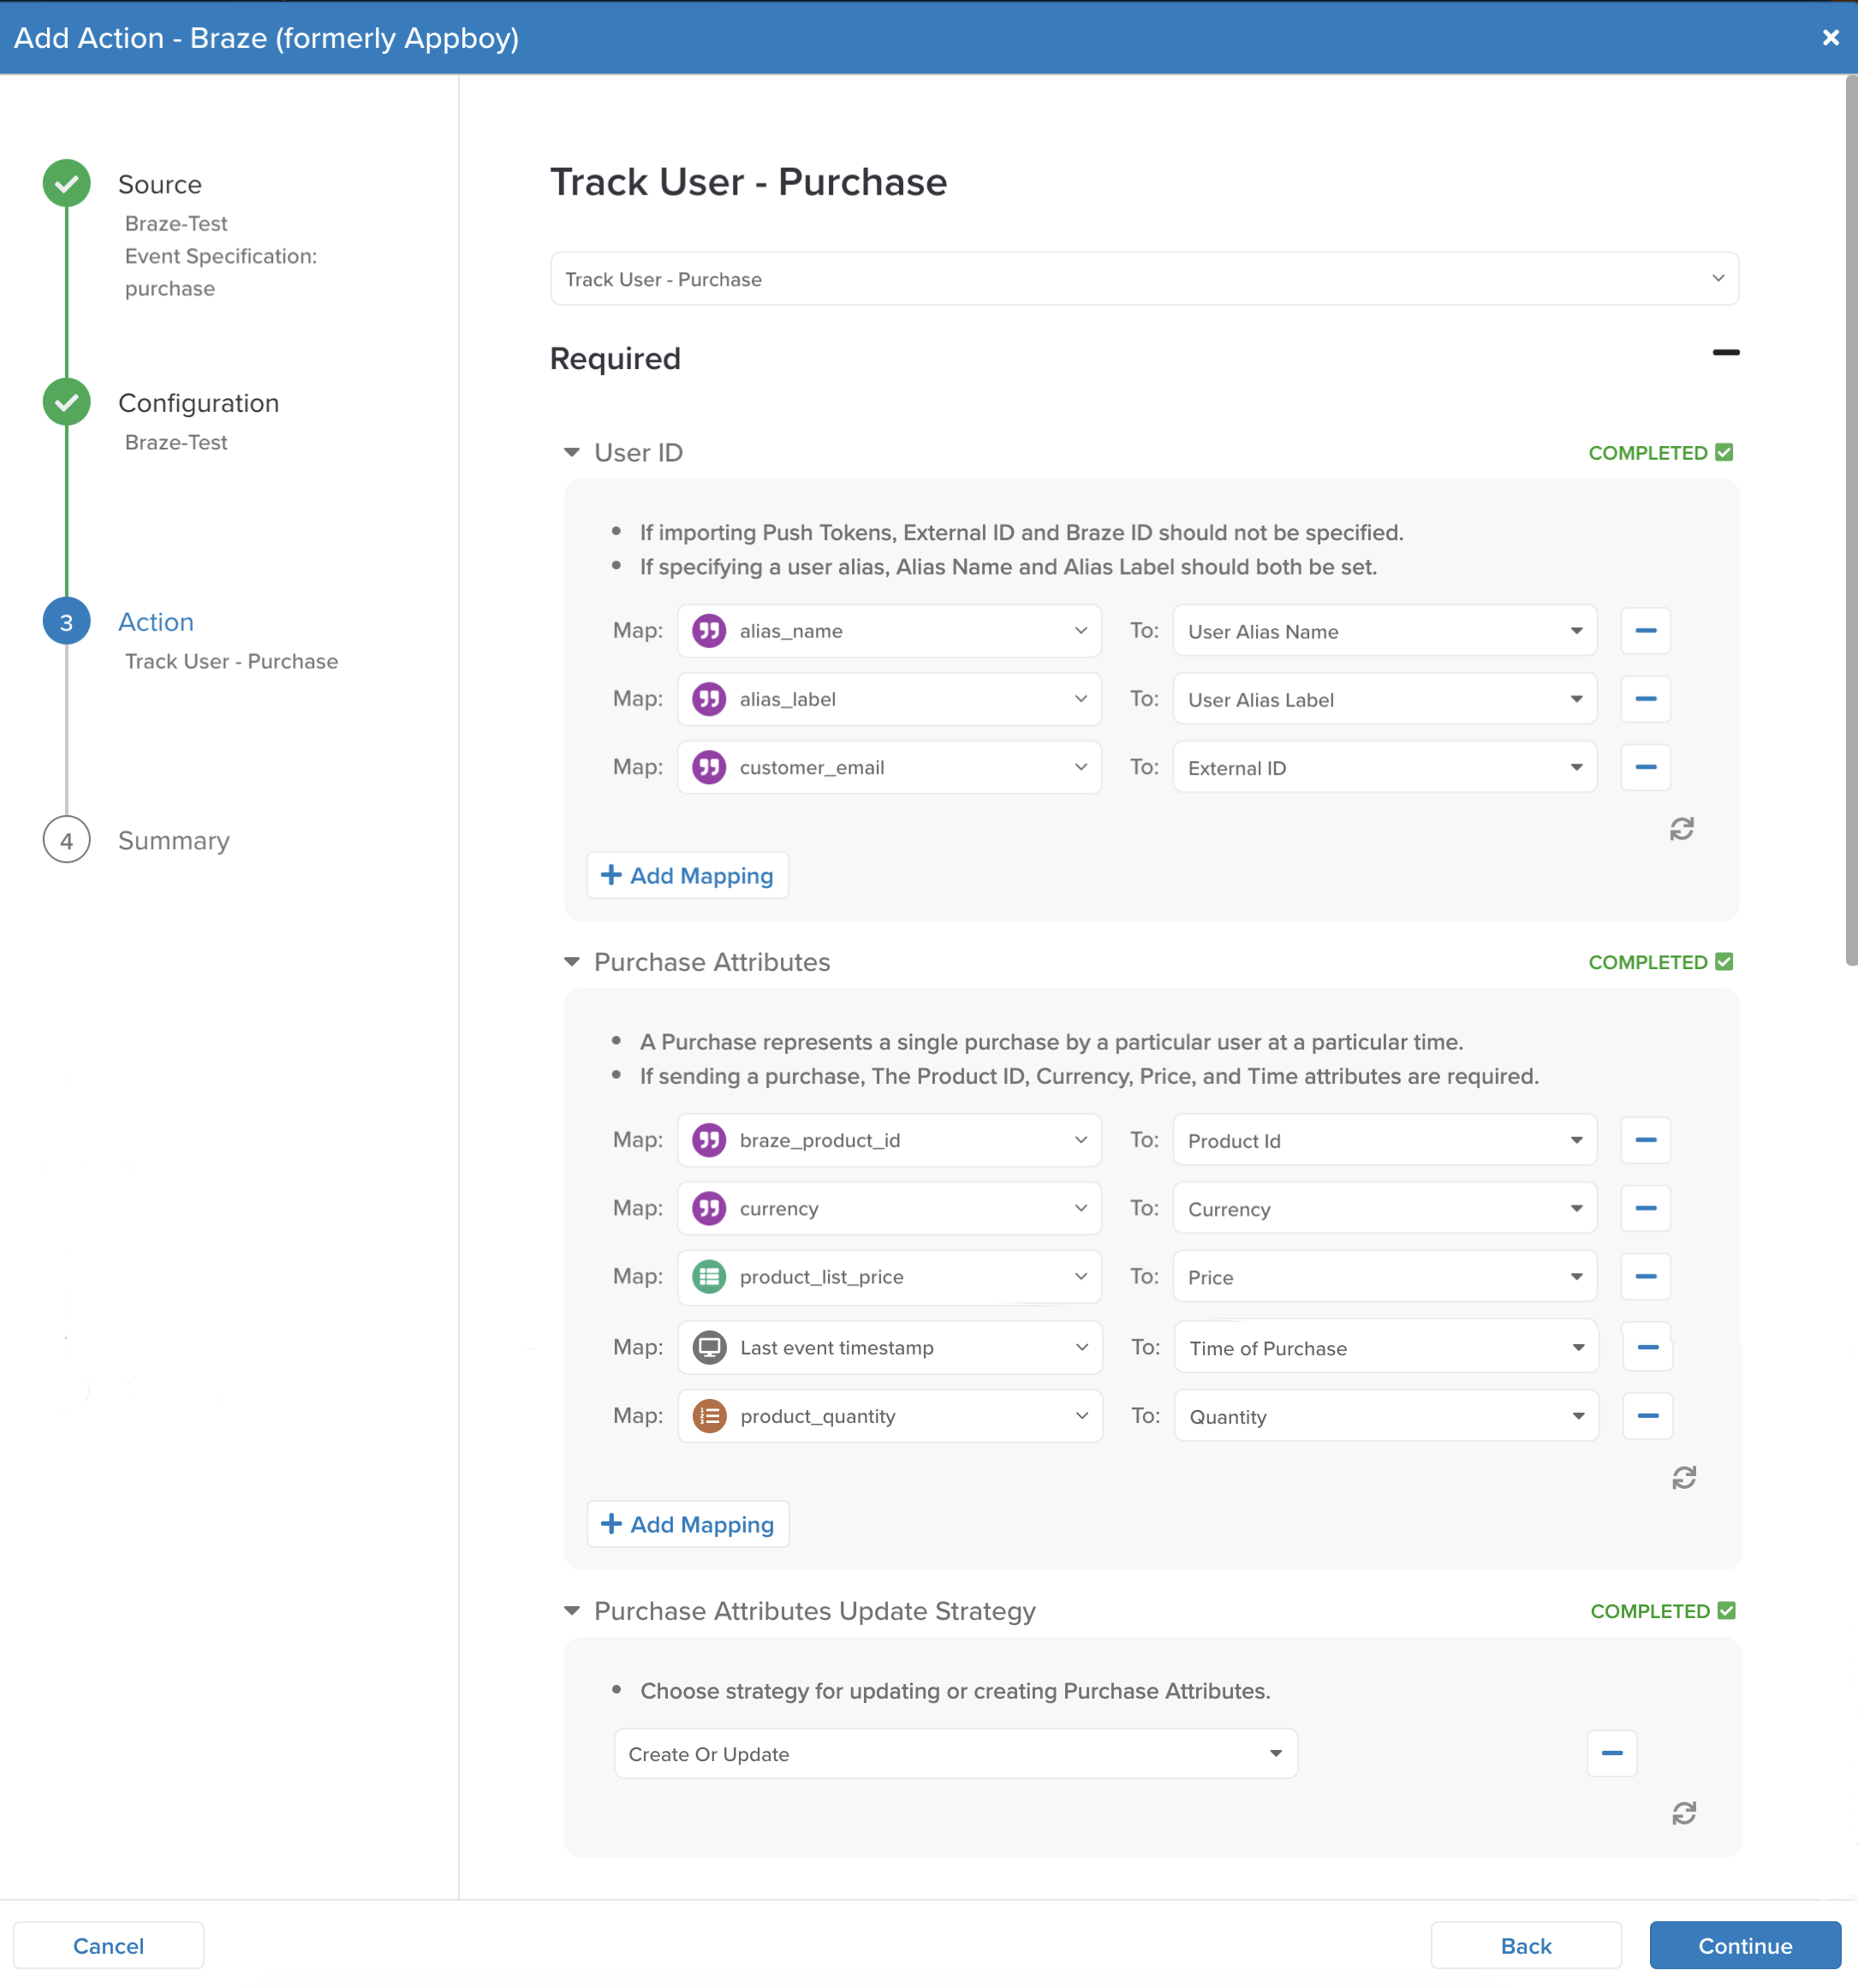 Add Action - Braze (formerly Appboy)
Source
Braze-Test
Event Specification:
purchase
Configuration
Braze-Test
3
Action
Track User - Purchase
4
Summary
Track User - Purchase
Track User - Purchase
Required
User ID
COMPLETED
If importing Push Tokens, External ID and Braze ID should not be specified.
If specifying a user alias, Alias Name and Alias Label should both be set.
Map: alias_name To: User Alias Name
Map: alias_label To: User Alias Label
Map: customer_email To: External ID
Add Mapping
Purchase Attributes
COMPLETED
A Purchase represents a single purchase by a particular user at a particular time.
If sending a purchase, The Product ID, Currency, Price, and Time attributes are required.
Map: braze_product_id To: Product Id
Map: currency To: Currency
Map: product_list_price To: Price
Map: Last event timestamp To: Time of Purchase
Map: product_quantity To: Quantity
Add Mapping
Purchase Attributes Update Strategy
COMPLETED
Choose strategy for updating or creating Purchase Attributes.
Create Or Update
Cancel
Back
Continue